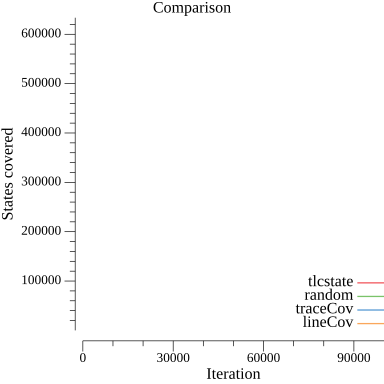 Comparison
States covered
600000
500000
400000
300000
200000
100000
tlcstate
random
traceCov
lineCov
0 30000 60000 90000
Iteration